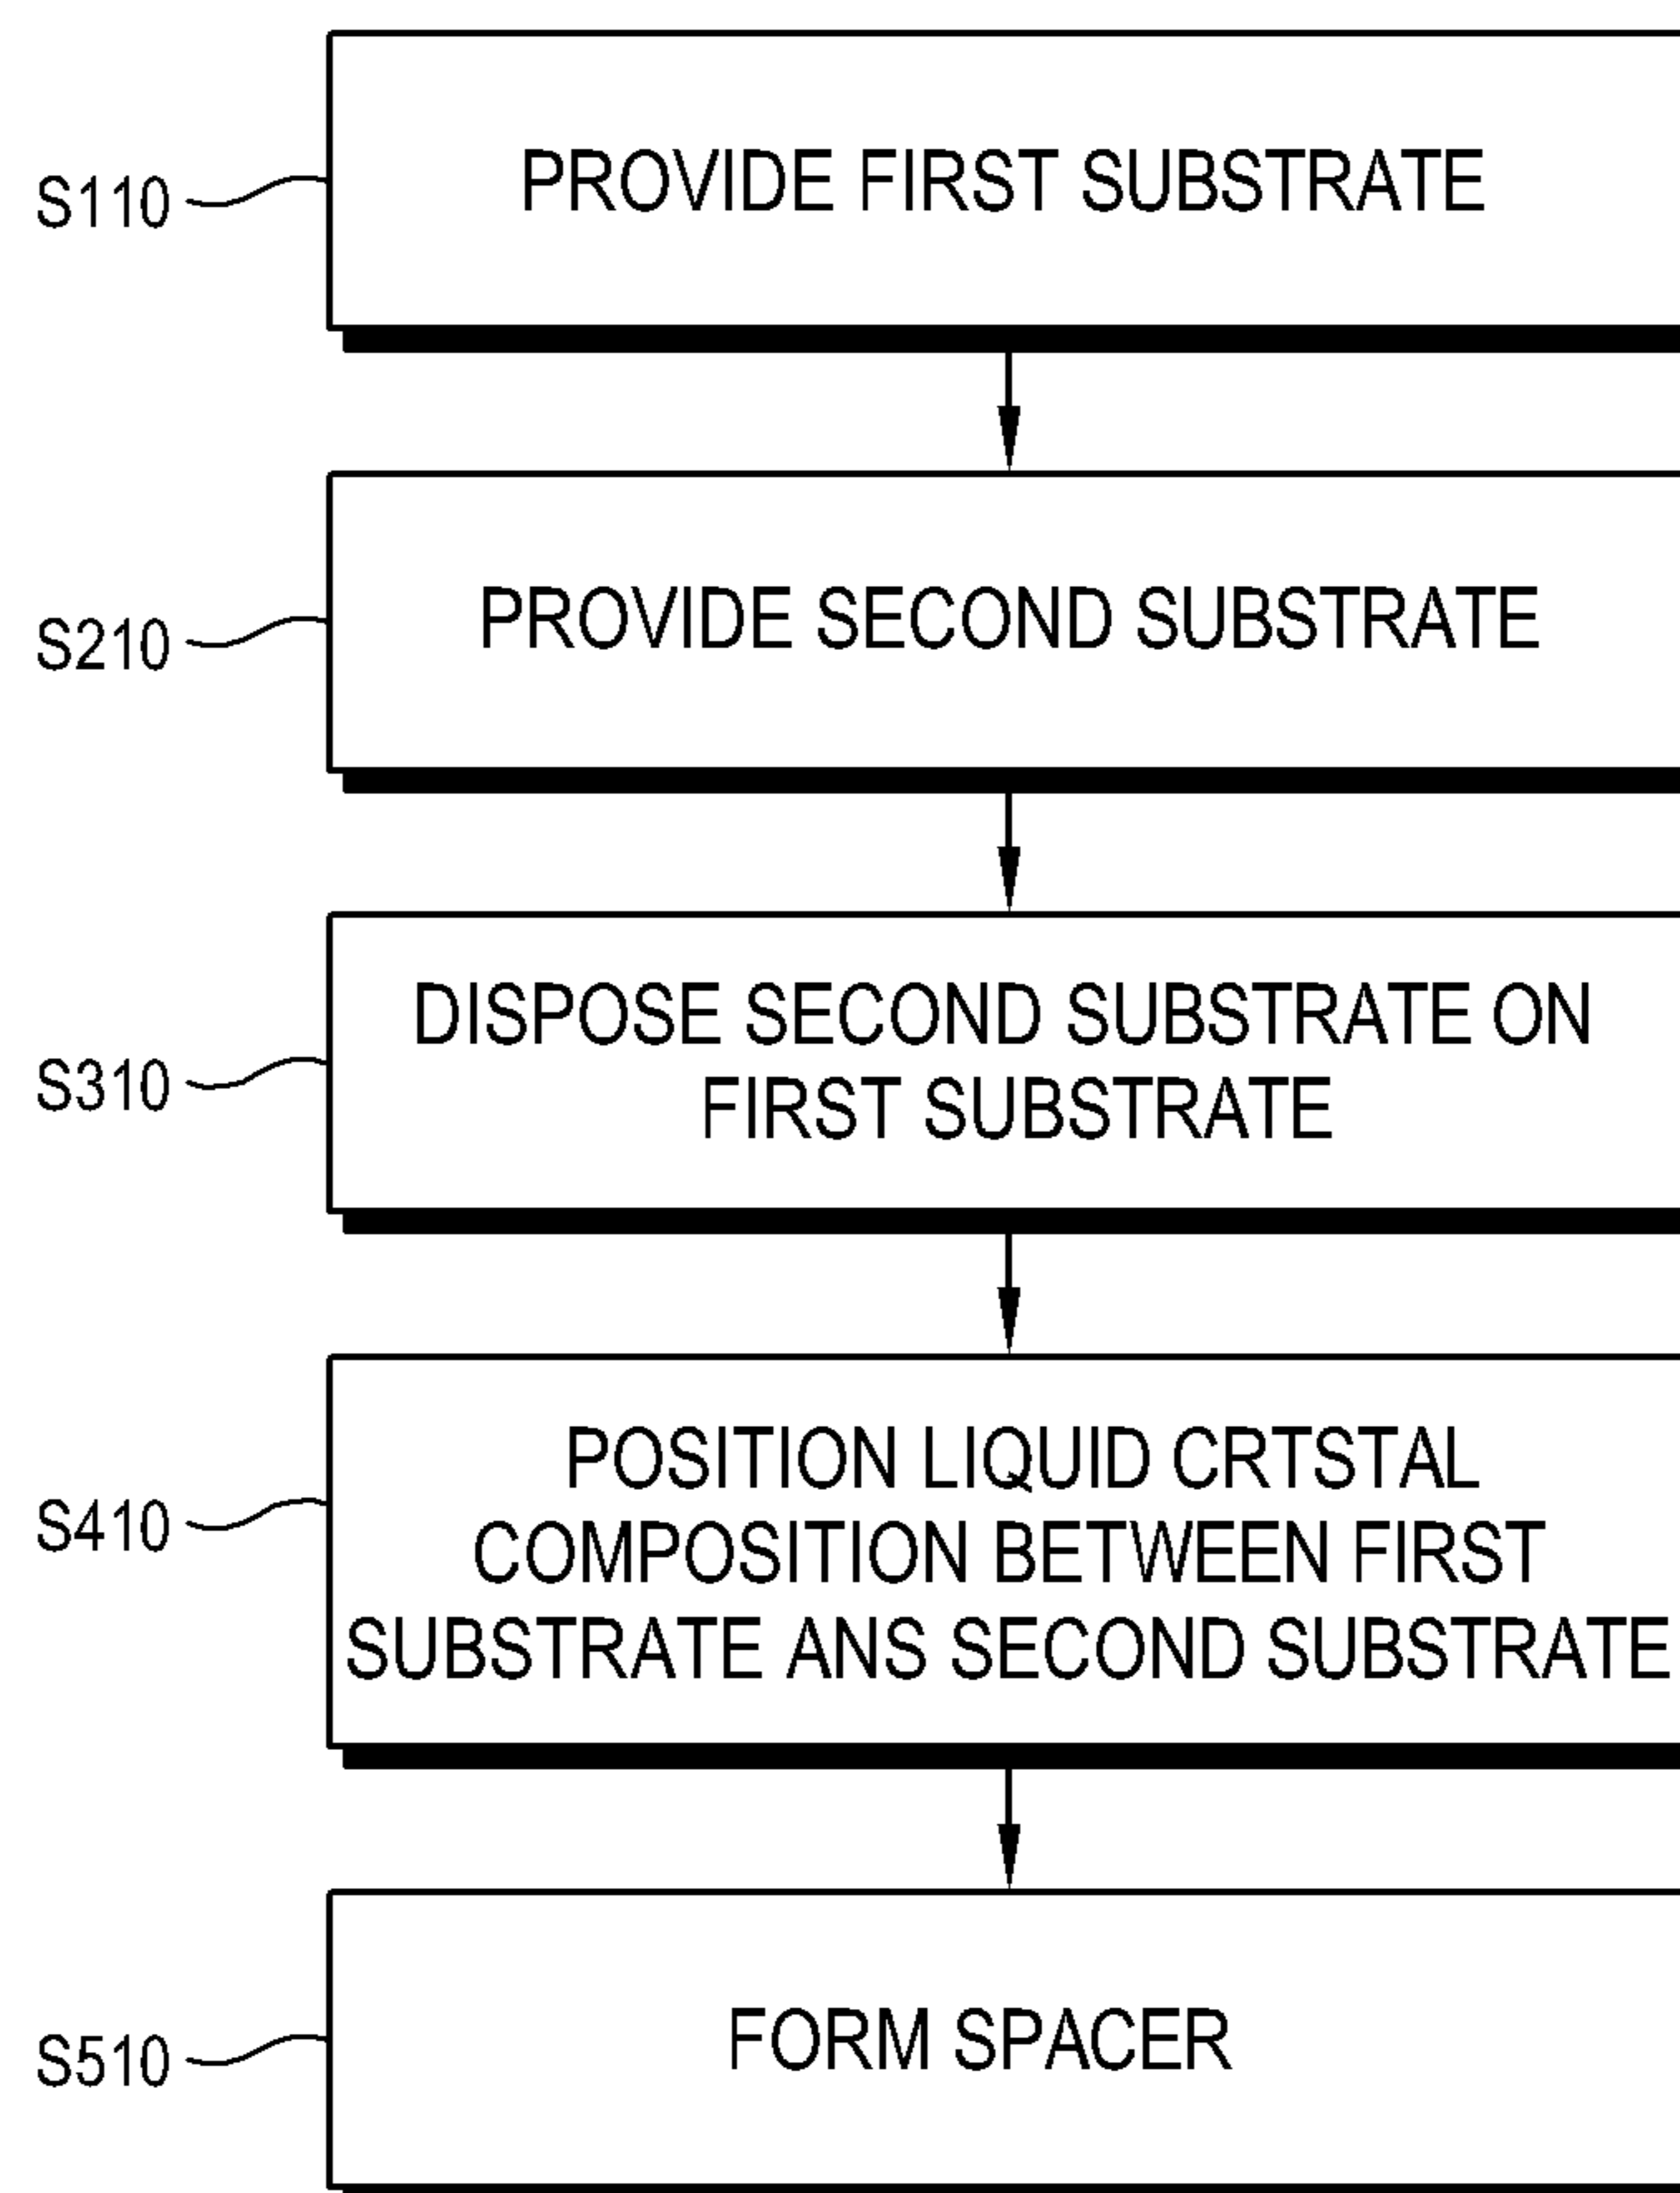 S110
PROVIDE FIRST SUBSTRATE
S210
PROVIDE SECOND SUBSTRATE
S310
DISPOSE SECOND SUBSTRATE ON
FIRST SUBSTRATE
S410
POSITION LIQUID CRTSTAL
COMPOSITION BETWEEN FIRST
SUBSTRATE ANS SECOND SUBSTRATE
S510
FORM SPACER